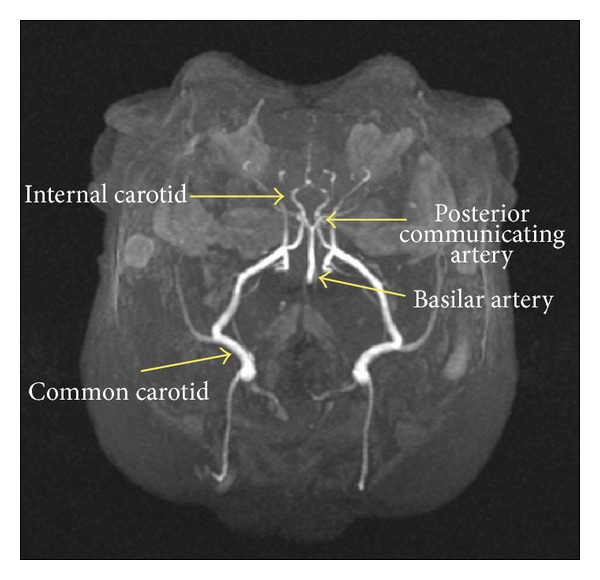 Internal carotid
Posterior
communicating
artery
Basilar artery
Common carotid